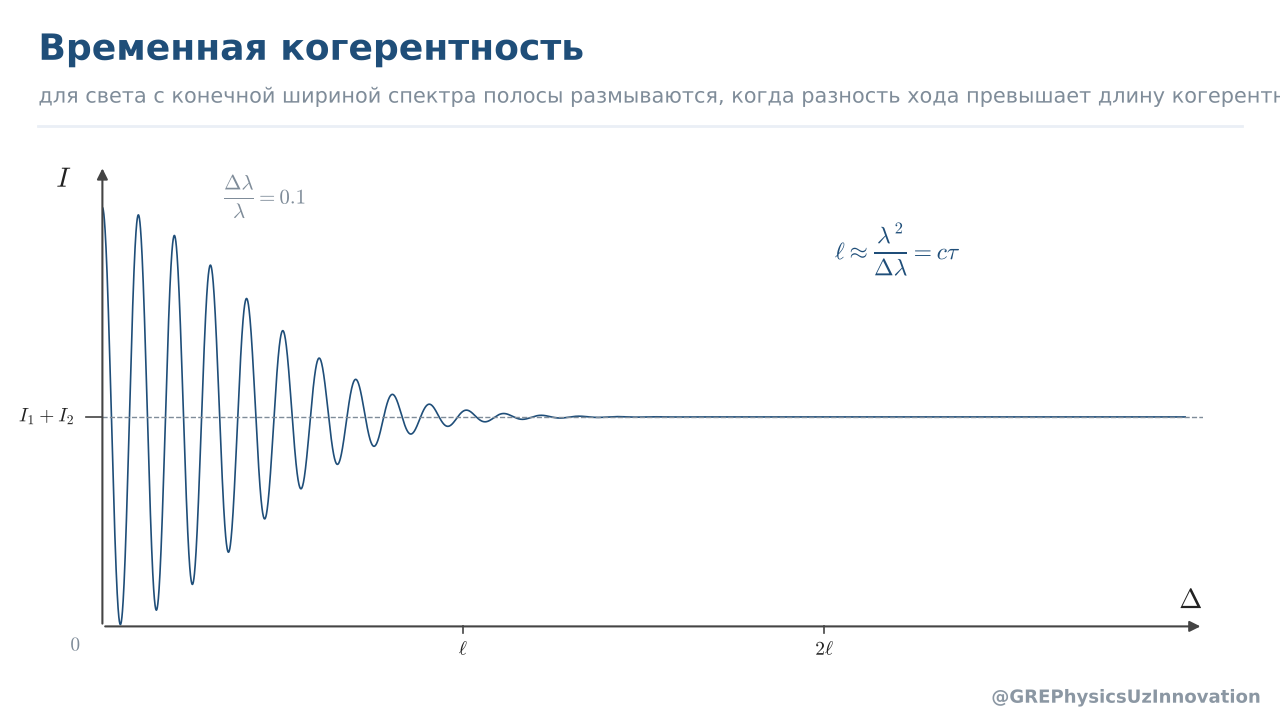 Временная когерентность
для света с конечной шириной спектра полосы размываются, когда разность хода превышает длину
I
Δλ/λ = 0.1
ℓ ≈ λ²/Δλ = cτ
I₁ + I₂
Δ
0
ℓ
2ℓ
@GREPhysicsUzInnovation